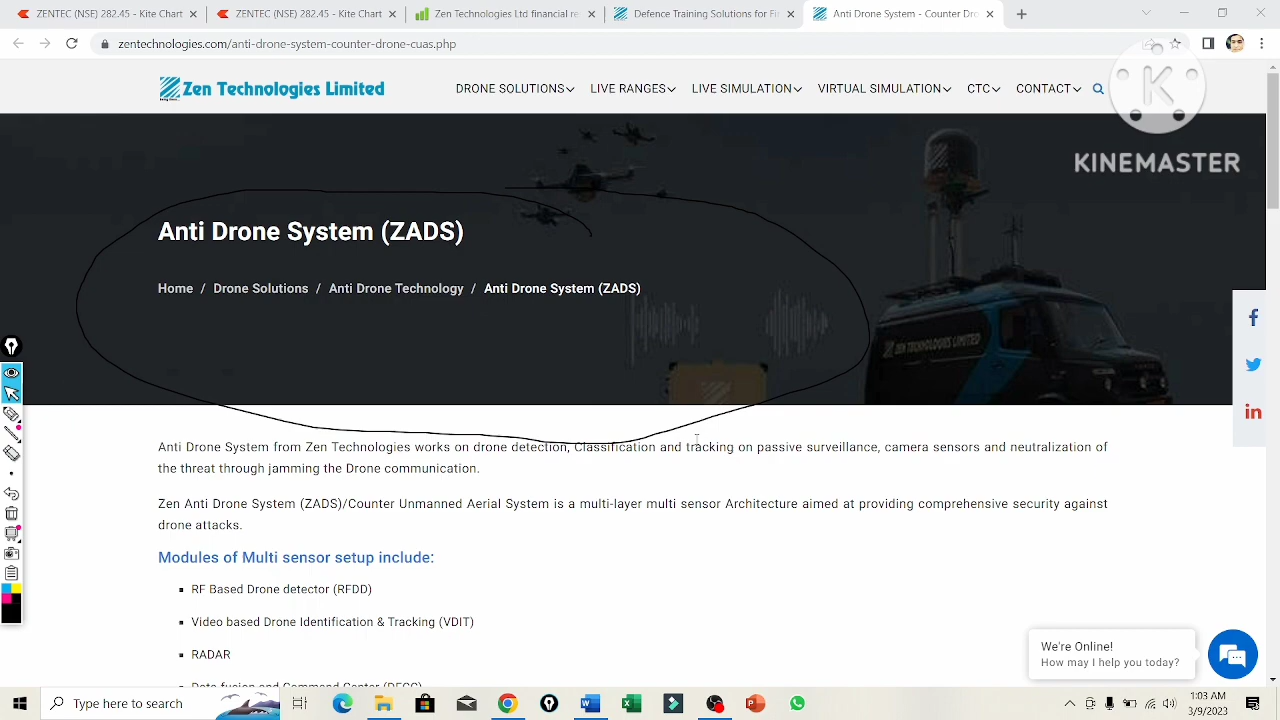 ZENTEC (NSE) 282.45 - Kite Chart
ZENTEC (NSE) 282.45 - Kite Chart
Zen Technologies Ltd financial re
Defence Training Solutions for Fi
Anti Drone System - Counter Dro
zentechnologies.com/anti-drone-system-counter-drone-cuas.php
Zen Technologies Limited
DRONE SOLUTIONS
LIVE RANGES
LIVE SIMULATION
VIRTUAL SIMULATION
CTC
CONTACT
K
KINEMASTER
Anti Drone System (ZADS)
Home / Drone Solutions / Anti Drone Technology / Anti Drone System (ZADS)
ZEN TECHNOLOGIES LIMITED
Anti Drone System from Zen Technologies works on drone detection, Classification and tracking on passive surveillance, camera sensors and neutralization of
the threat through jamming the Drone communication.
Zen Anti Drone System (ZADS)/Counter Unmanned Aerial System is a multi-layer multi sensor Architecture aimed at providing comprehensive security against
drone attacks.
Modules of Multi sensor setup include:
RF Based Drone detector (RFDD)
Video based Drone Identification & Tracking (VDIT)
RADAR
Data fusion and Command Center (DFCC)
We're Online!
How may I help you today?
Type here to search
1:03 AM
3/9/2023